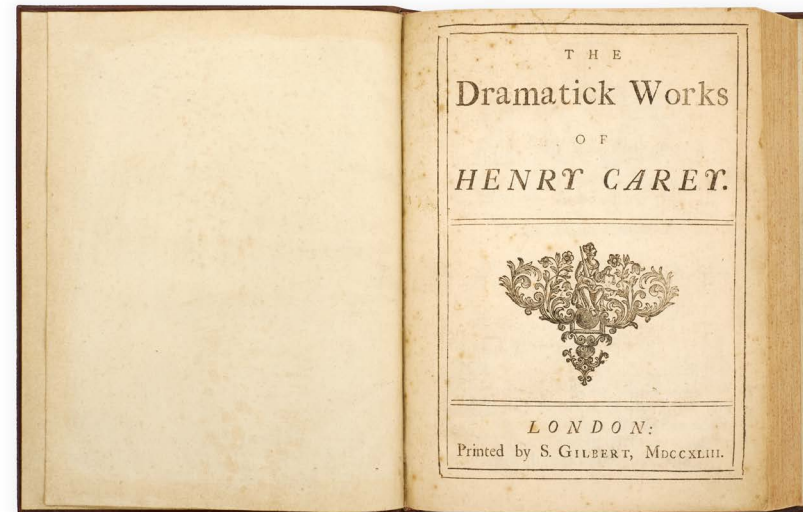 THE
Dramatick Works
OF
HENRY CAREY.
LONDON:
Printed by S. GILBERT, MDCCXLIII.